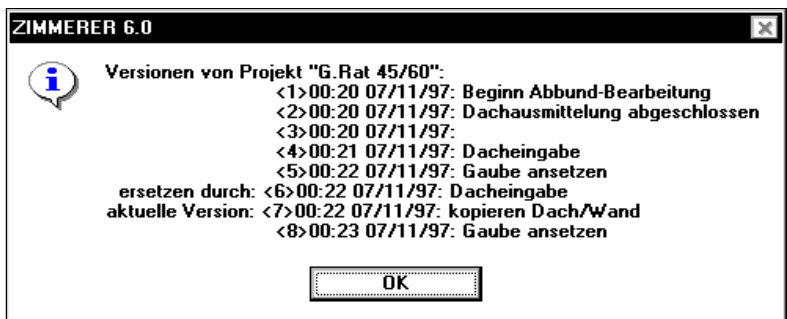 ZIMMERER 6.0
Versionen von Projekt "G.Rat 45/60":
<1>00:20 07/11/97: Beginn Abbund-Bearbeitung
<2>00:20 07/11/97: Dachausmittelung abgeschlossen
<3>00:20 07/11/97:
<4>00:21 07/11/97: Dacheingabe
<5>00:22 07/11/97: Gaube ansetzen
ersetzen durch: <6>00:22 07/11/97: Dacheingabe
aktuelle Version: <7>00:22 07/11/97: kopieren Dach/Wand
<8>00:23 07/11/97: Gaube ansetzen
OK